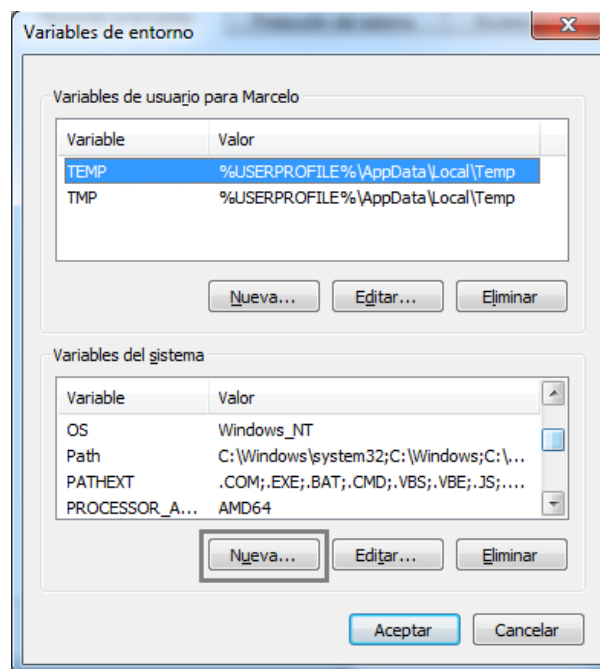 Variables de entorno
Variables de usuario para Marcelo
Variable Valor
TEMP %USERPROFILE%\AppData\Local\Temp
TMP %USERPROFILE%\AppData\Local\Temp
Nueva... Editar... Eliminar
Variables del sistema
Variable Valor
OS Windows_NT
Path C:\Windows\system32;C:\Windows;C:\...
PATHEXT .COM;.EXE;.BAT;.CMD;.VBS;.VBE;.JS;....
PROCESSOR_A... AMD64
Nueva... Editar... Eliminar
Aceptar Cancelar